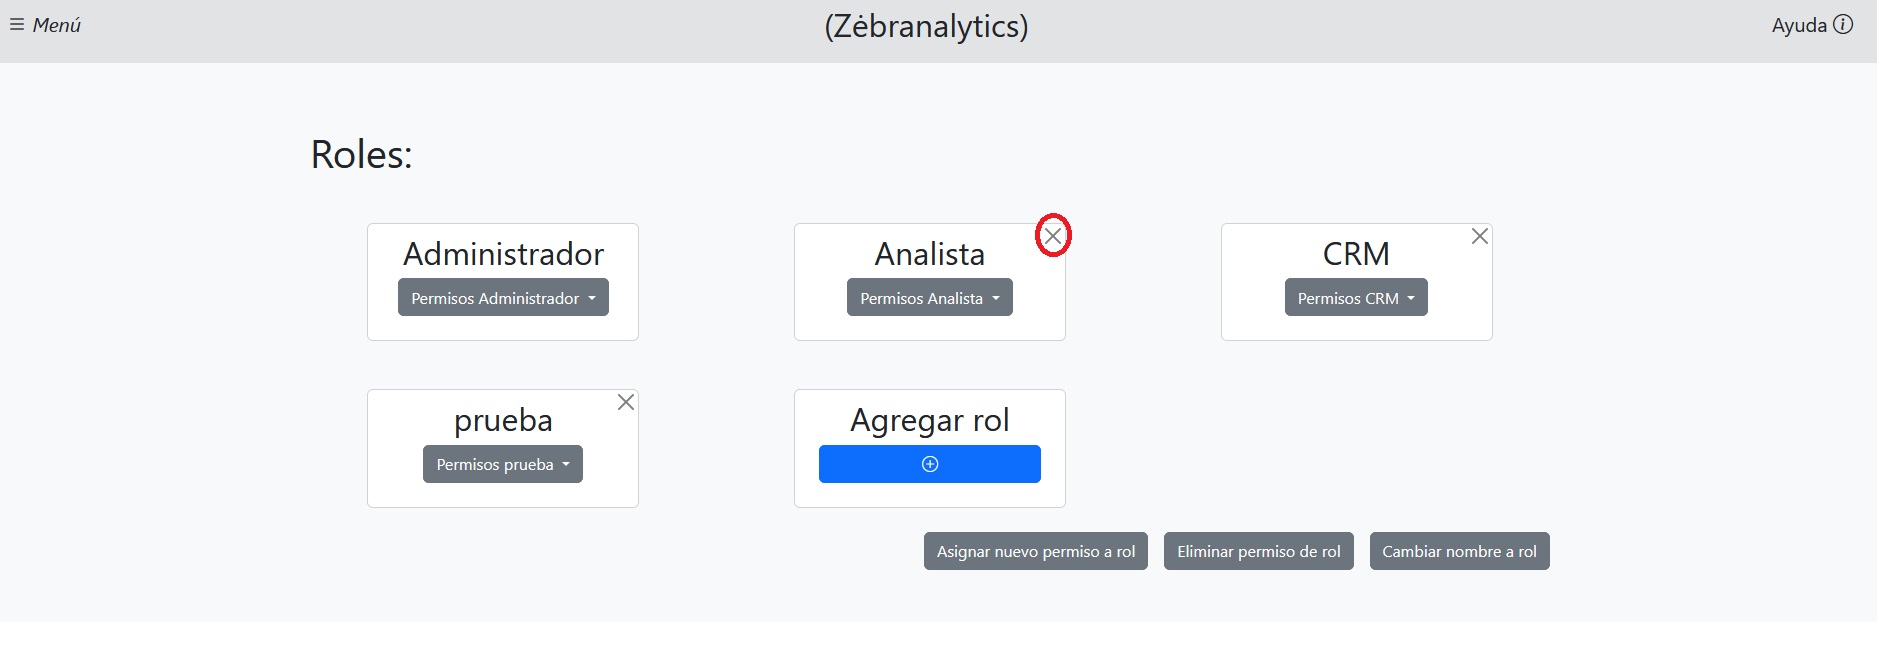 Menú
(Zėbranalytics)
Ayuda
Roles:
Administrador
Permisos Administrador
Analista
Permisos Analista
CRM
Permisos CRM
prueba
Permisos prueba
Agregar rol
Asignar nuevo permiso a rol
Eliminar permiso de rol
Cambiar nombre a rol